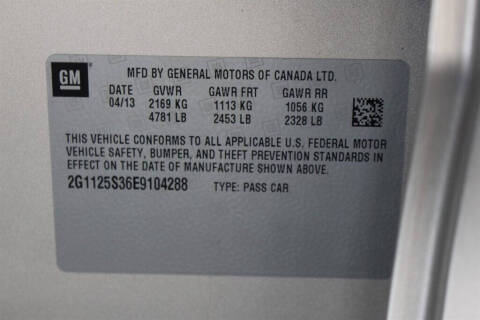 GM
MFD BY GENERAL MOTORS OF CANADA LTD.
DATE GVWR GAWR FRT GAWR RR
04/13 2169 KG 1113 KG 1056 KG
4781 LB 2453 LB 2328 LB
THIS VEHICLE CONFORMS TO ALL APPLICABLE U.S. FEDERAL MOTOR
VEHICLE SAFETY, BUMPER, AND THEFT PREVENTION STANDARDS IN
EFFECT ON THE DATE OF MANUFACTURE SHOWN ABOVE.
2G1125S36E9104288 TYPE: PASS CAR